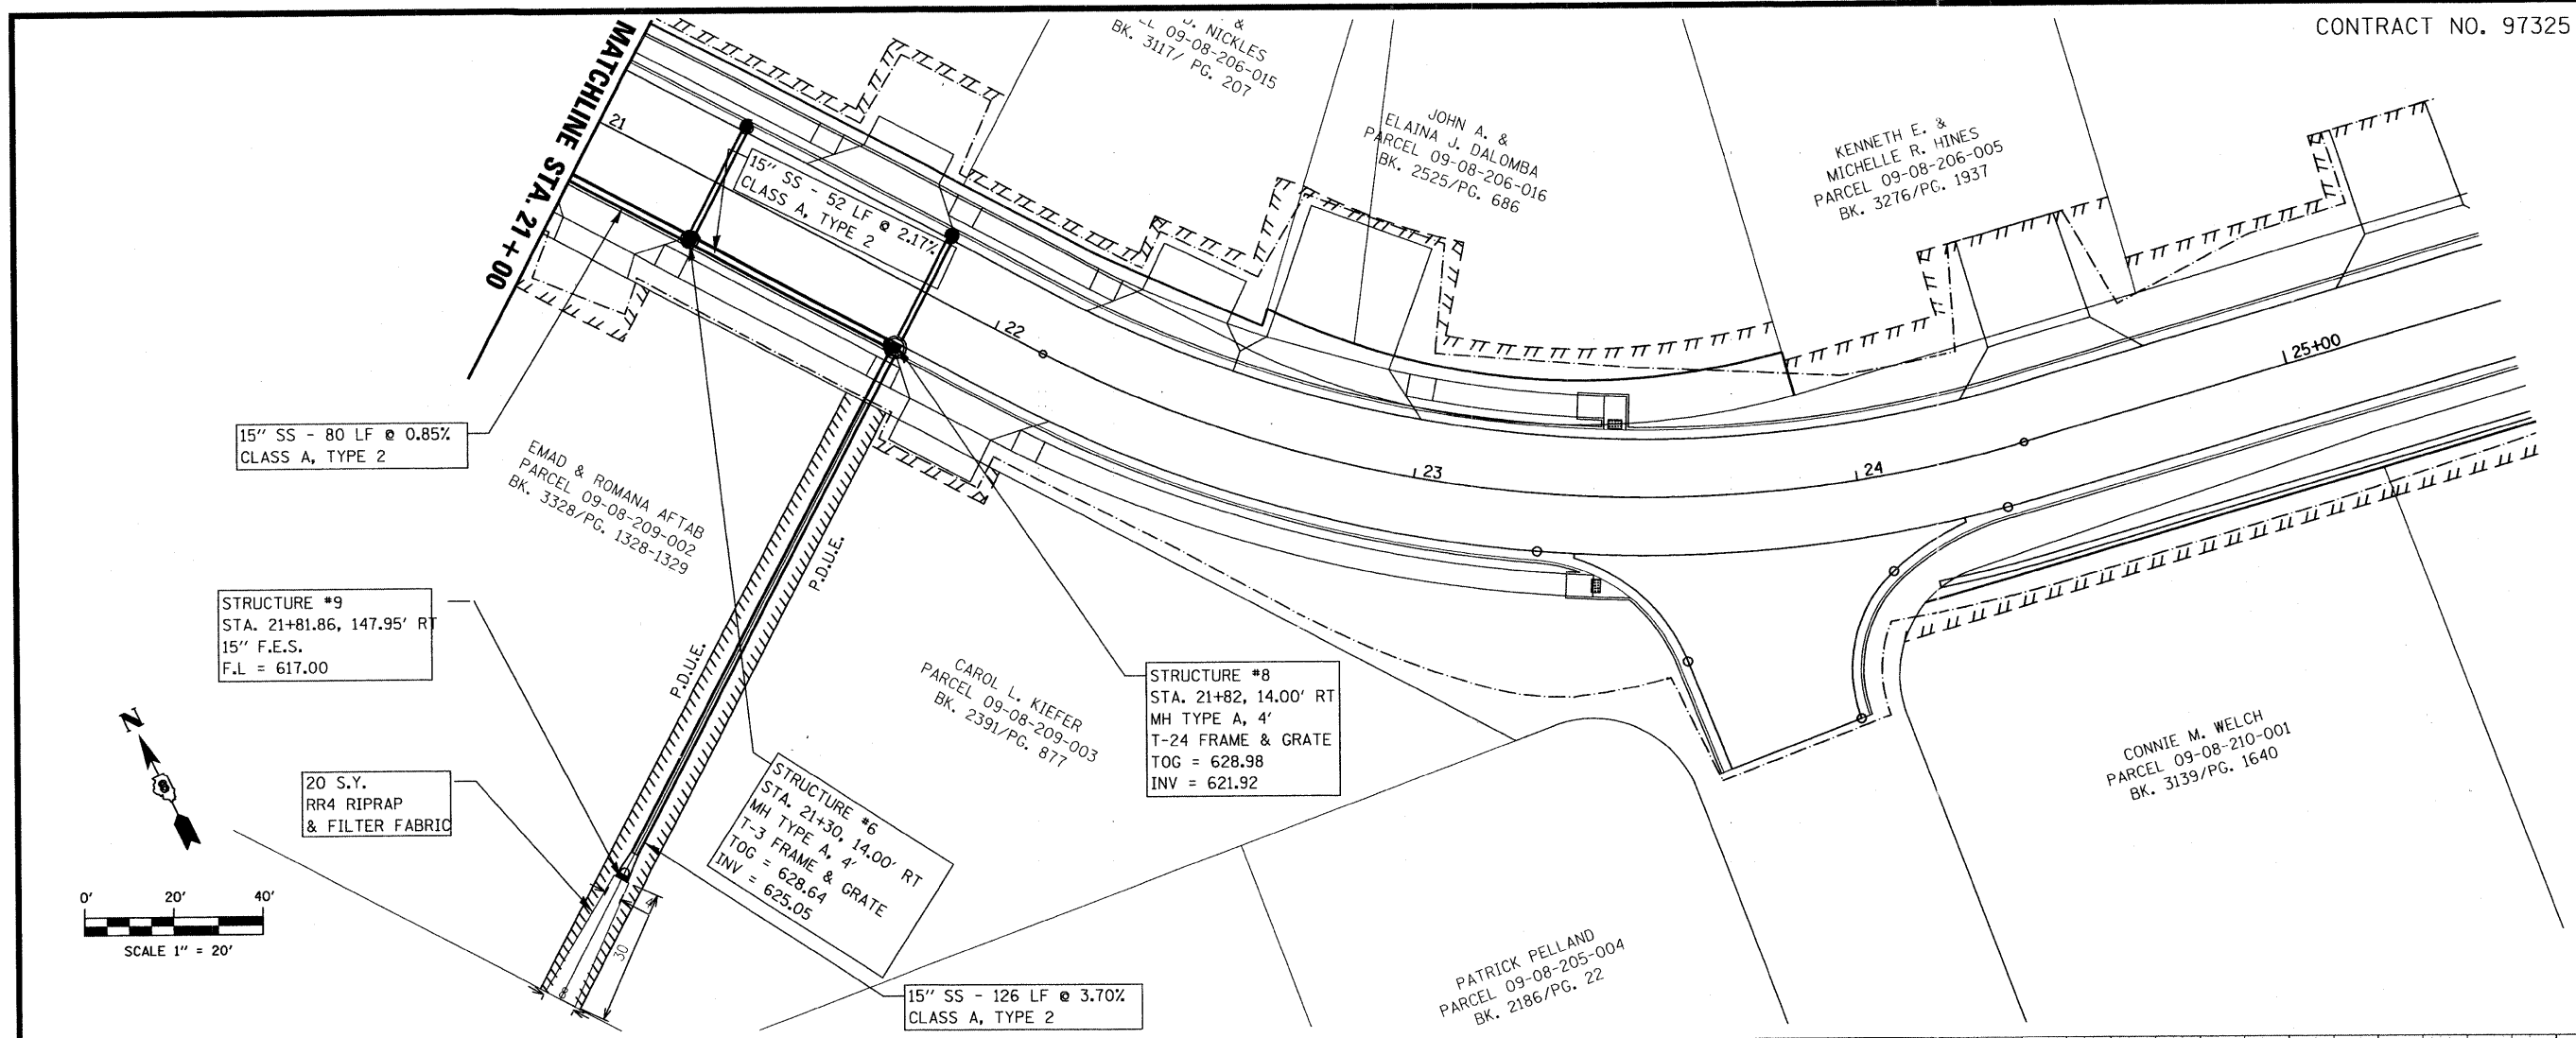 CONTRACT NO. 97325
MATCHLINE STA. 21+00
NICKLES
09-08-206-015
BK. 3117/ PG. 207
JOHN A. &
ELAINA J. DALOMBA
PARCEL 09-08-206-016
BK. 2525/PG. 686
KENNETH E. &
MICHELLE R. HINES
PARCEL 09-08-206-005
BK. 3276/PG. 1937
21
15" SS - 52 LF @ 2.17%
CLASS A, TYPE 2
22
23
24
25+00
15" SS - 80 LF @ 0.85%
CLASS A, TYPE 2
EMAD & ROMANA AFTAB
PARCEL 09-08-209-002
BK. 3328/PG. 1328-1329
P.D.U.E.
P.D.U.E.
STRUCTURE #9
STA. 21+81.86, 147.95' RT
15" F.E.S.
F.L = 617.00
CAROL L. KIEFER
PARCEL 09-08-209-003
BK. 2391/PG. 877
STRUCTURE #8
STA. 21+82, 14.00' RT
MH TYPE A, 4'
T-24 FRAME & GRATE
TOG = 628.98
INV = 621.92
CONNIE M. WELCH
PARCEL 09-08-210-001
BK. 3139/PG. 1640
N
20 S.Y.
RR4 RIPRAP
& FILTER FABRIC
STRUCTURE #6
STA. 21+30, 14.00' RT
MH TYPE A, 4'
T-3 FRAME & GRATE
TOG = 628.64
INV = 625.05
0' 20' 40'
SCALE 1" = 20'
4
30
8
15" SS - 126 LF @ 3.70%
CLASS A, TYPE 2
PATRICK PELLAND
PARCEL 09-08-205-004
BK. 2186/PG. 22